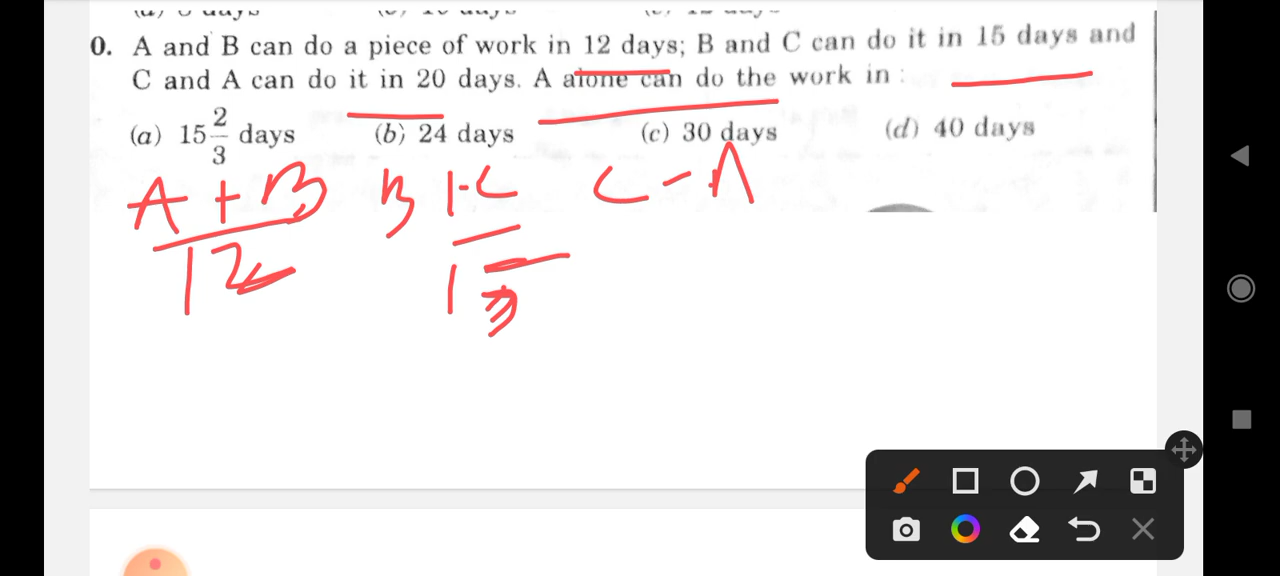 0. A and B can do a piece of work in 12 days; B and C can do it in 15 days and
C and A can do it in 20 days. A alone can do the work in :
(a) 15 2/3 days (b) 24 days (c) 30 days (d) 40 days
A + B B + C C - A
12 15